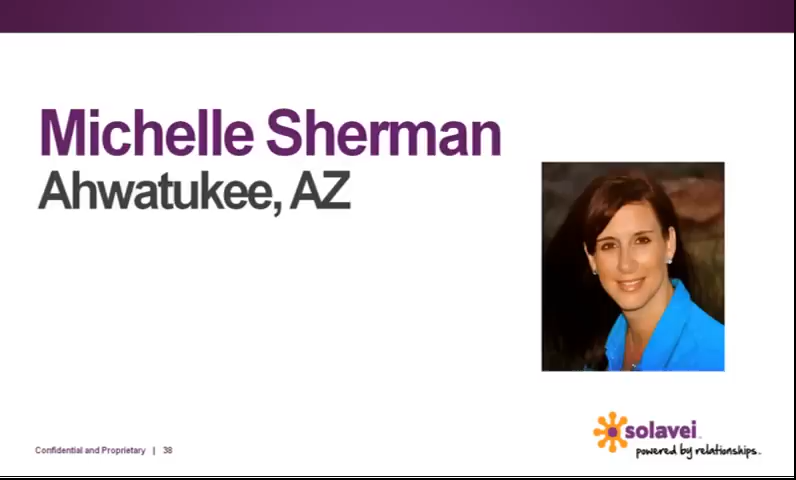 Michelle Sherman
Ahwatukee, AZ
Confidential and Proprietary | 38
solavei
powered by relationships.